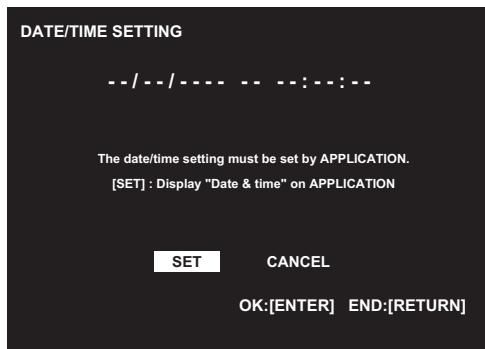 DATE/TIME SETTING
--/--/---- -- --:--:--
The date/time setting must be set by APPLICATION.
[SET] : Display "Date & time" on APPLICATION
SET CANCEL
OK:[ENTER] END:[RETURN]